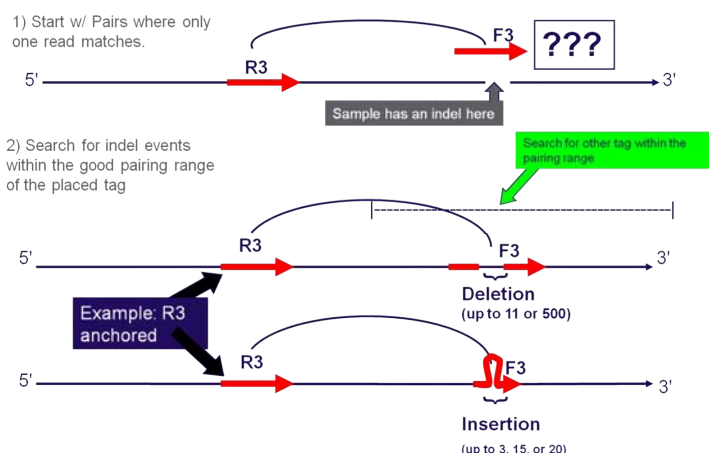 1) Start w/ Pairs where only
one read matches.
F3
???
R3
5'
3'
Sample has an indel here
2) Search for indel events
within the good pairing range
of the placed tag
Search for other tag within the
pairing range
R3
F3
5'
3'
Deletion
(up to 11 or 500)
Example: R3
anchored
R3
F3
5'
3'
Insertion
(up to 3, 15, or 20)